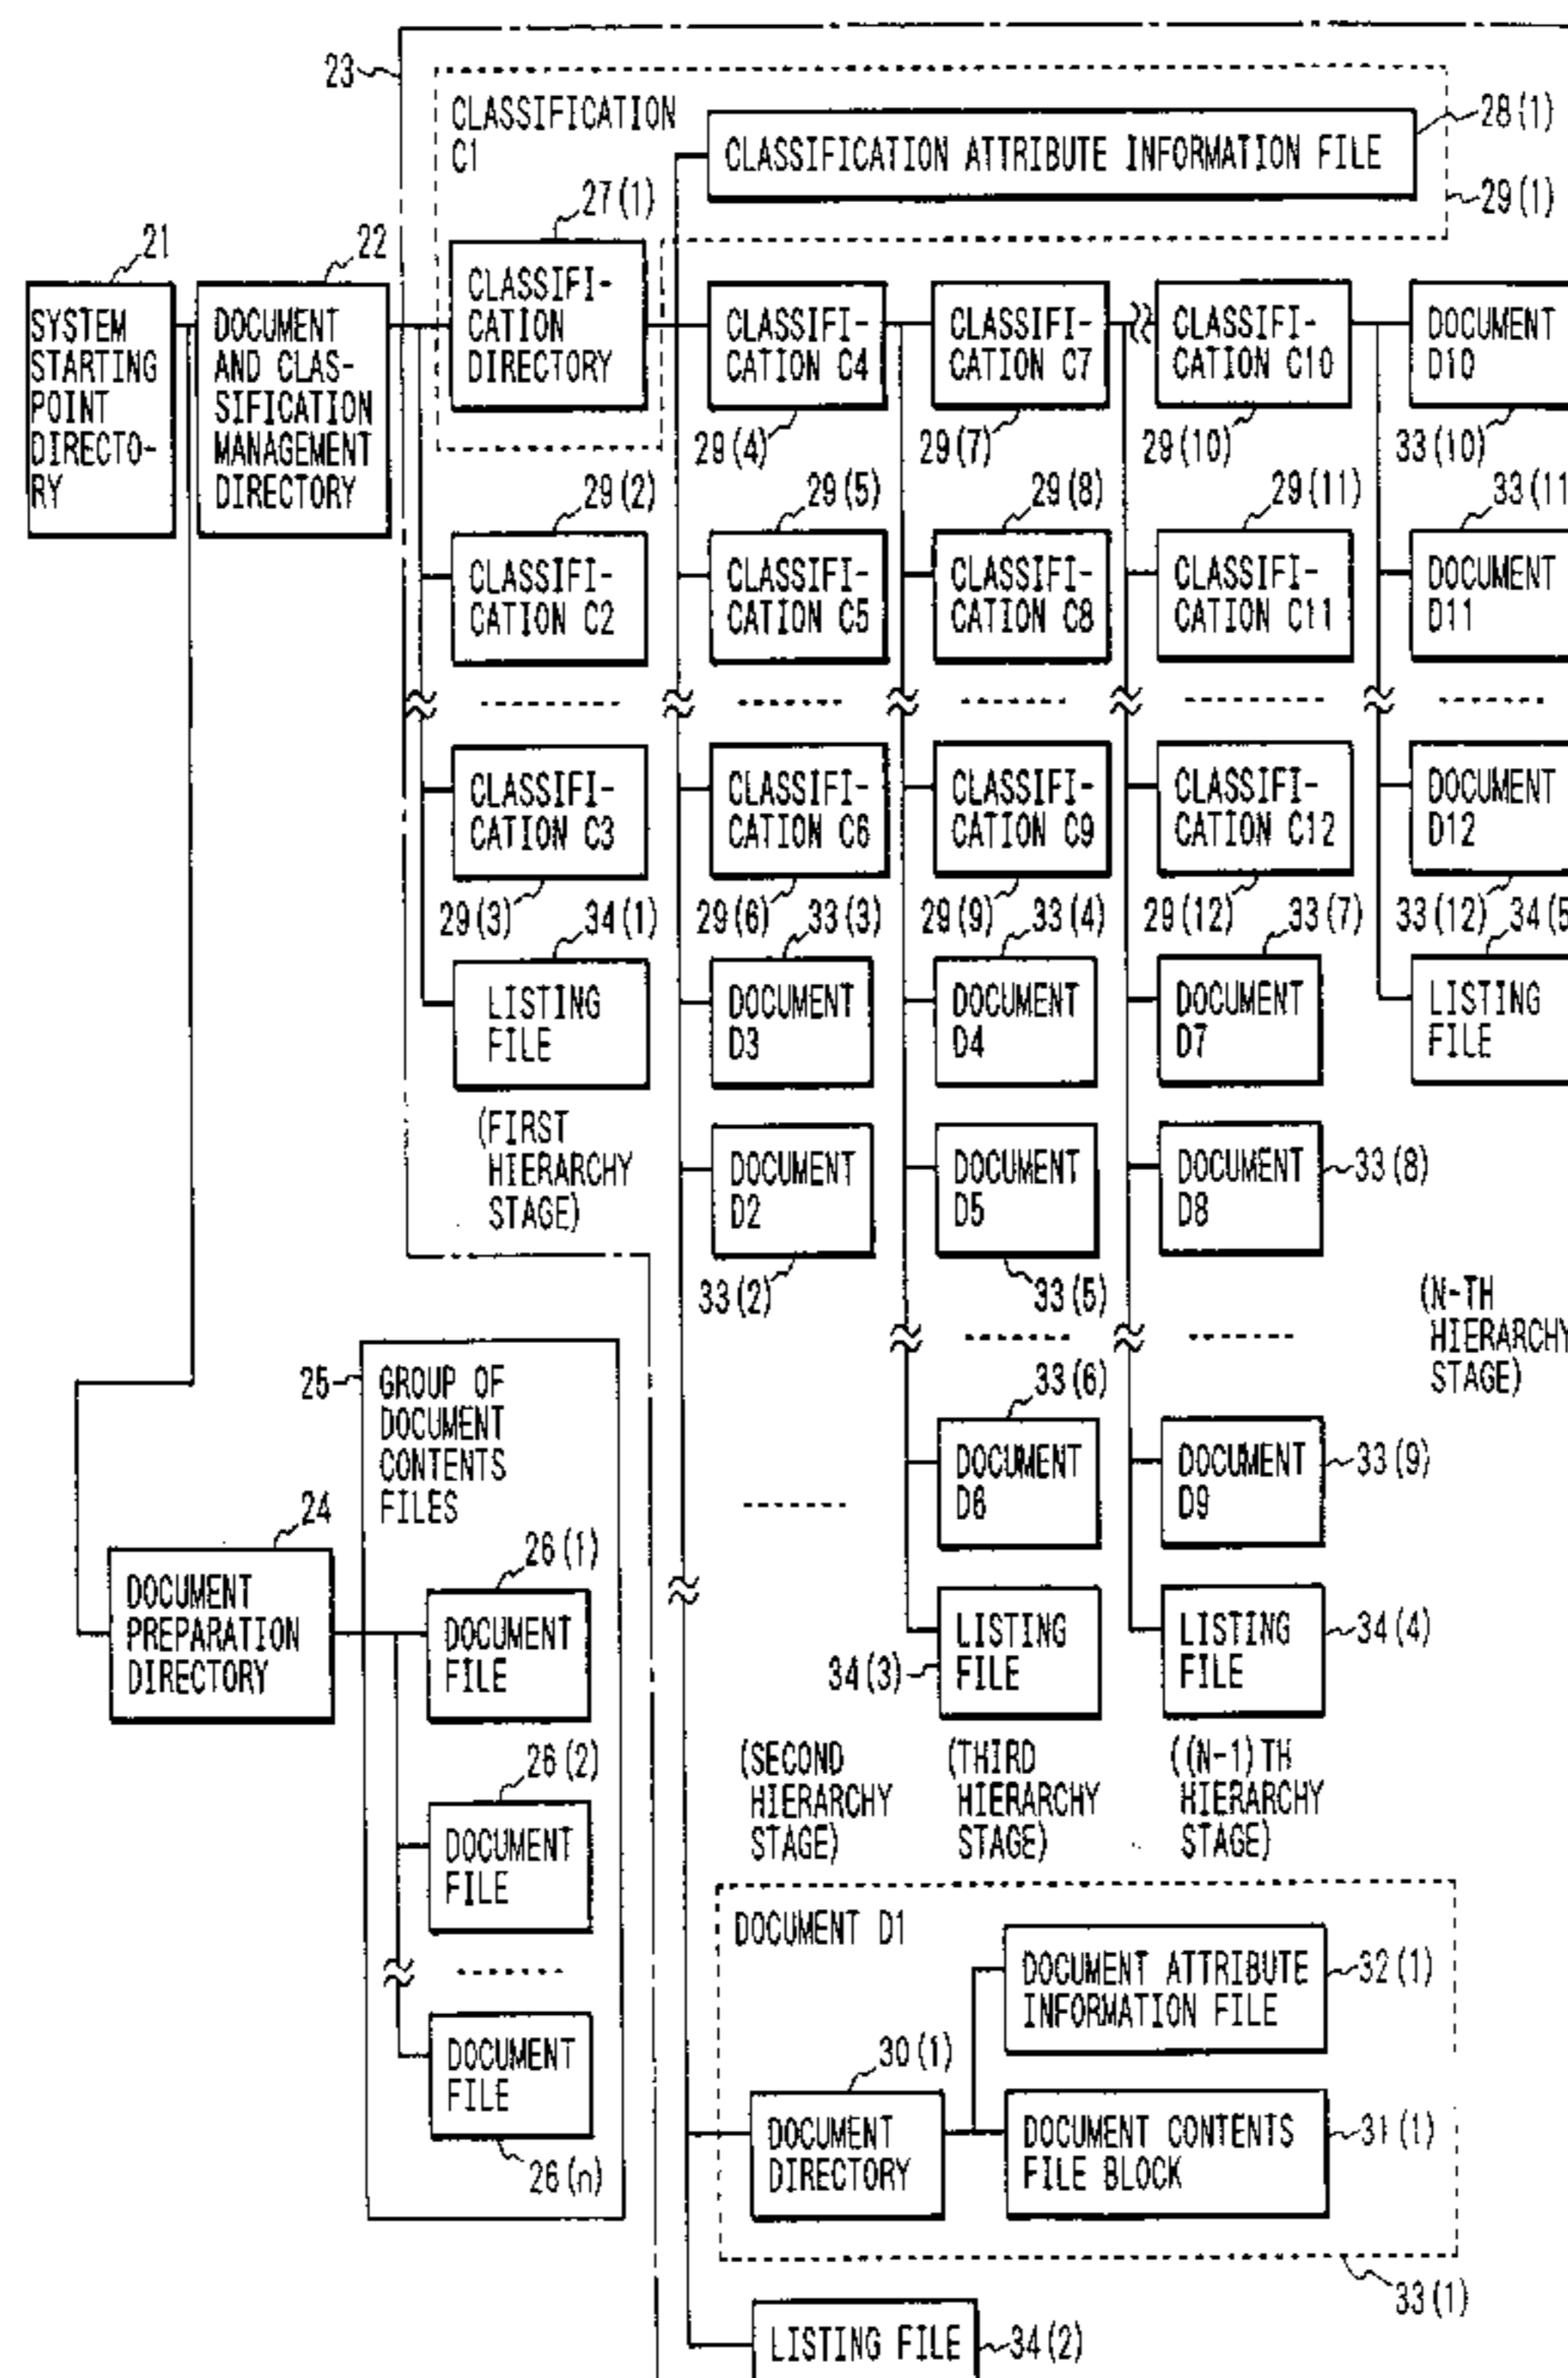 23
CLASSIFICATION
C1
CLASSIFICATION ATTRIBUTE INFORMATION FILE
28(1)
29(1)
27(1)
21
22
SYSTEM
STARTING
POINT
DIRECTO-
RY
DOCUMENT
AND CLAS-
SIFICATION
MANAGEMENT
DIRECTORY
CLASSIFI-
CATION
DIRECTORY
CLASSIFI-
CATION C4
CLASSIFI-
CATION C7
CLASSIFI-
CATION C10
DOCUMENT
D10
29(4)
29(7)
29(10)
33(10)
29(2)
29(5)
29(8)
29(11)
33(11
CLASSIFI-
CATION C2
CLASSIFI-
CATION C5
CLASSIFI-
CATION C8
CLASSIFI-
CATION C11
DOCUMENT
D11
CLASSIFI-
CATION C3
CLASSIFI-
CATION C6
CLASSIFI-
CATION C9
CLASSIFI-
CATION C12
DOCUMENT
D12
29(3)
34(1)
29(6)
33(3)
29(9)
33(4)
29(12)
33(7)
33(12)
34(5
LISTING
FILE
DOCUMENT
D3
DOCUMENT
D4
DOCUMENT
D7
LISTING
FILE
(FIRST
HIERARCHY
STAGE)
DOCUMENT
D2
DOCUMENT
D5
DOCUMENT
D8
33(8)
33(2)
33(5)
(N-TH
HIERARCHY
STAGE)
25
GROUP OF
DOCUMENT
CONTENTS
FILES
33(6)
DOCUMENT
D6
DOCUMENT
D9
33(9)
24
DOCUMENT
PREPARATION
DIRECTORY
26(1)
DOCUMENT
FILE
LISTING
FILE
34(3)
LISTING
FILE
34(4)
26(2)
DOCUMENT
FILE
(SECOND
HIERARCHY
STAGE)
(THIRD
HIERARCHY
STAGE)
((N-1)TH
HIERARCHY
STAGE)
DOCUMENT
FILE
26(n)
DOCUMENT D1
DOCUMENT ATTRIBUTE
INFORMATION FILE
32(1)
30(1)
DOCUMENT
DIRECTORY
DOCUMENT CONTENTS
FILE BLOCK
31(1)
33(1)
LISTING FILE
34(2)